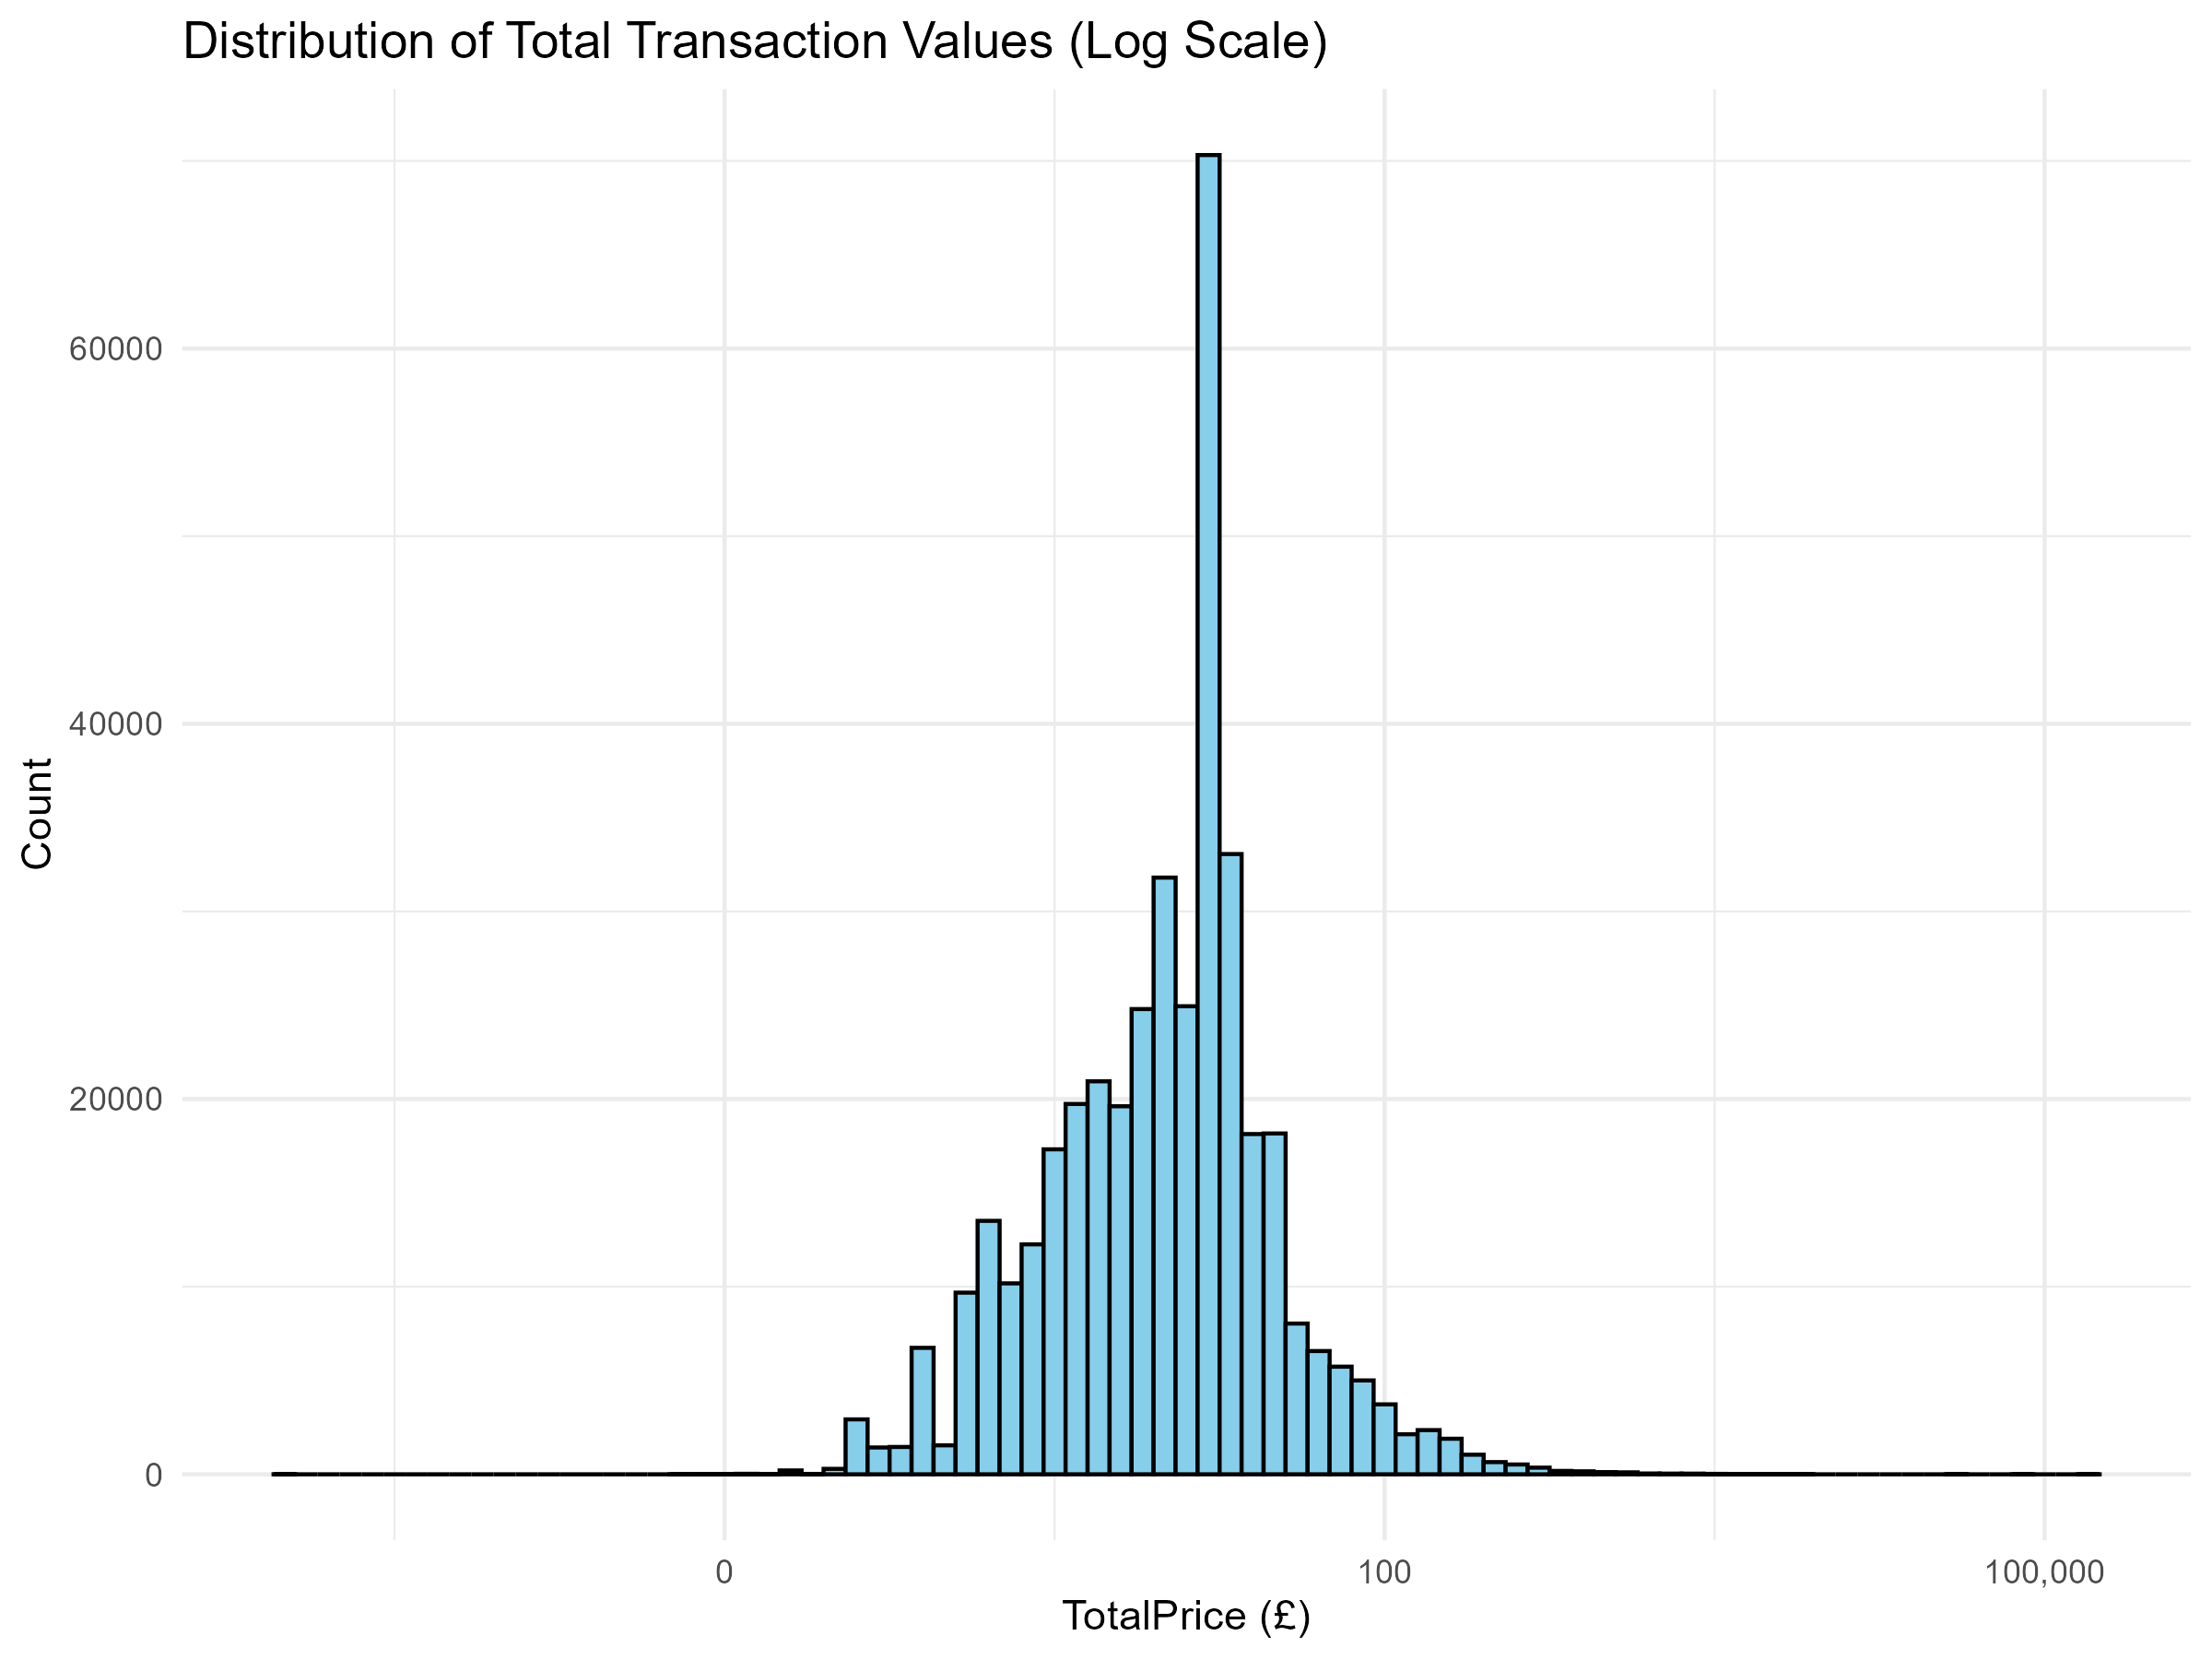 Distribution of Total Transaction Values (Log Scale)
60000
40000
20000
0
Count
0 100 100,000
TotalPrice (£)